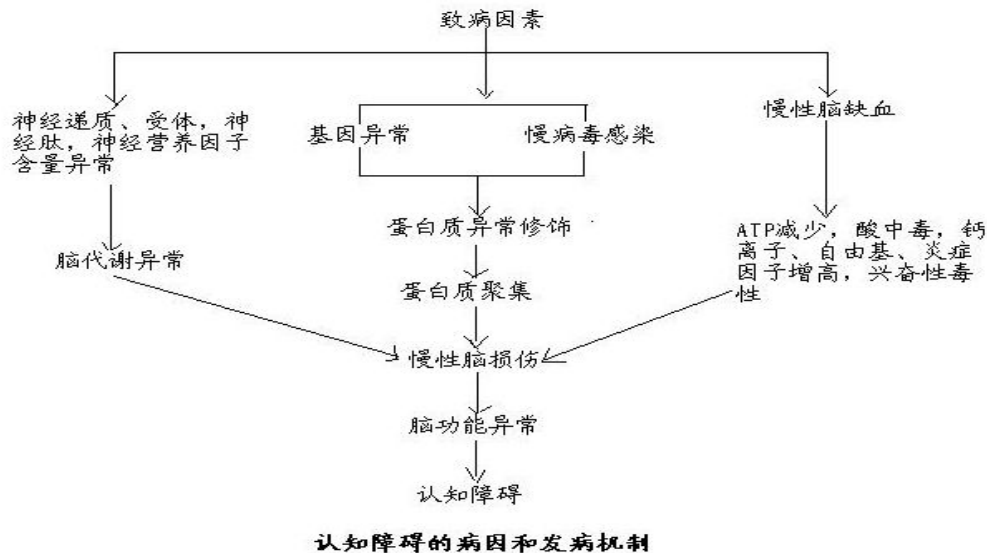 致病因素
神经递质、受体，神
经肽，神经营养因子
含量异常
基因异常
慢病毒感染
慢性脑缺血
蛋白质异常修饰
脑代谢异常
ATP减少，酸中毒，钙
离子、自由基、炎症
因子增高，兴奋性毒
性
蛋白质聚集
慢性脑损伤
脑功能异常
认知障碍
认知障碍的病因和发病机制